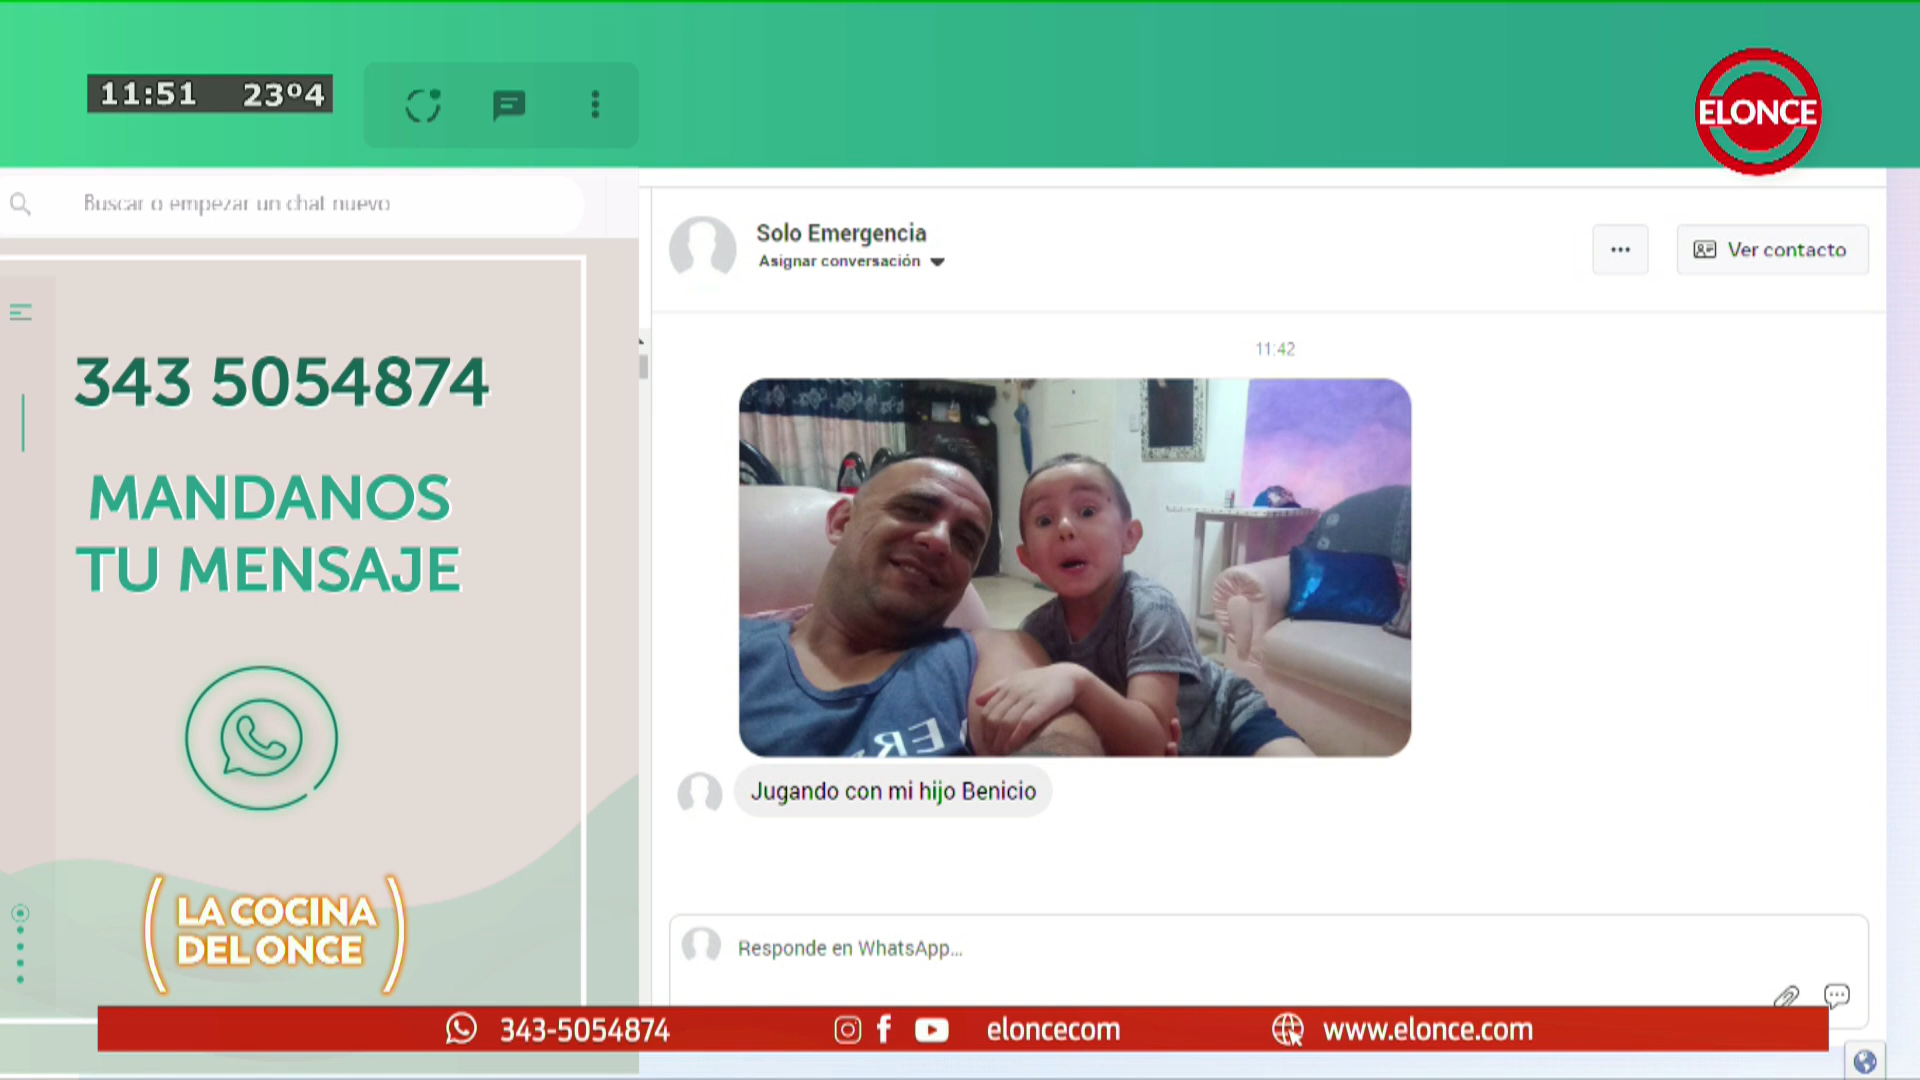 11:51 23º4
ELONCE
Buscar o empezar un chat nuevo
Solo Emergencia
Asignar conversación
Ver contacto
343 5054874
MANDANOS
TU MENSAJE
11:42
Jugando con mi hijo Benicio
LA COCINA
DEL ONCE
Responde en WhatsApp...
343-5054874
eloncecom
www.elonce.com